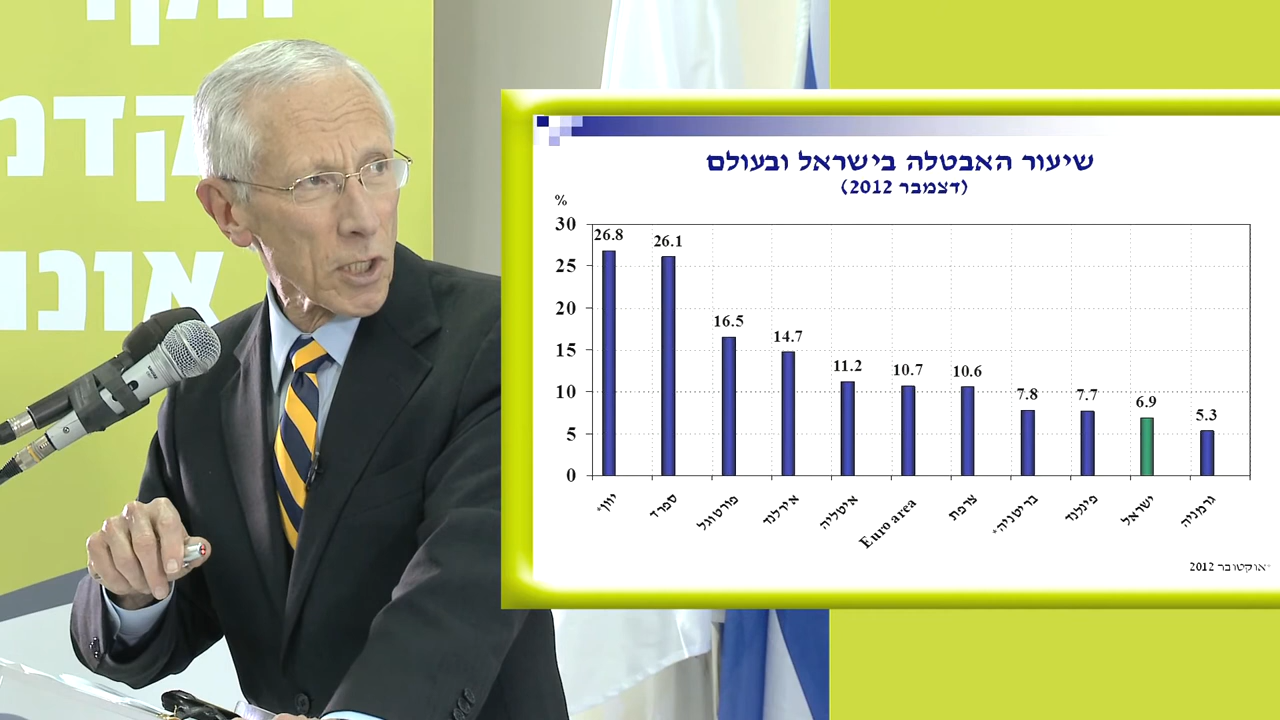 קדמ
אונו
שיעור האבטלה בישראל ובעולם
(דצמבר 2012)
%
30
25
20
15
10
5
0
26.8
26.1
16.5
14.7
11.2
10.7
10.6
7.8
7.7
6.9
5.3
יוון*
ספרד
פורטוגל
אירלנד
איטליה
Euro area
צרפת
בריטניה*
פינלנד
ישראל
גרמניה
*אוקטובר 2012